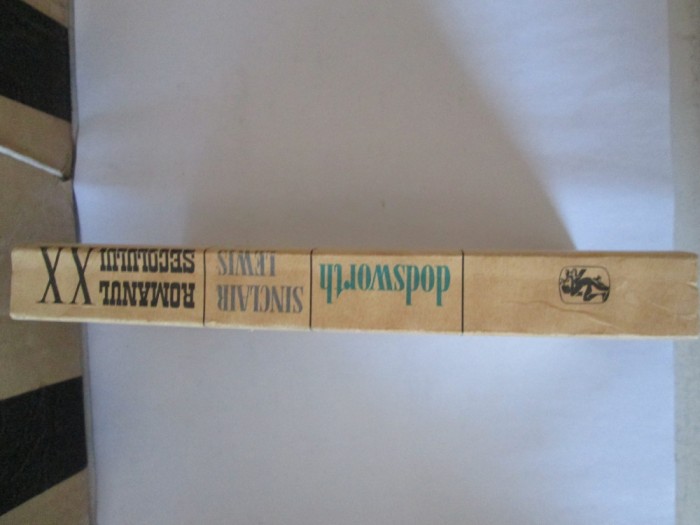 ROMANUL
SECOLULUI
XX
SINCLAIR
LEWIS
dodsworth